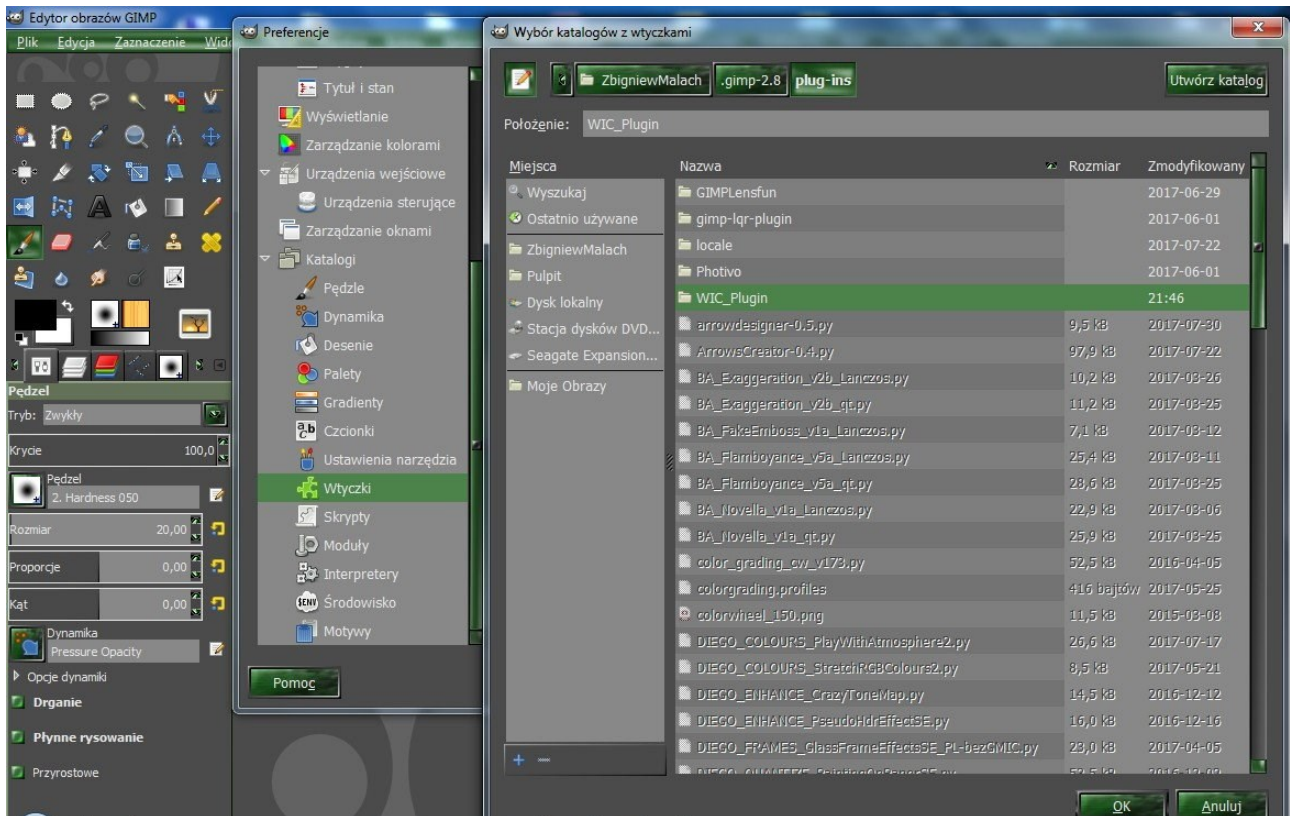 Edytor obrazów GIMP
Plik Edycja Zaznaczenie
Pędzel
Tryb: Zwykły
Krycie 100,0
Pędzel
2. Hardness 050
Rozmiar 20,00
Proporcje 0,00
Kąt 0,00
Dynamika
Pressure Opacity
Opcje dynamiki
Drganie
Płynne rysowanie
Przyrostowe
Preferencje
Tytuł i stan
Wyświetlanie
Zarządzanie kolorami
Urządzenia wejściowe
Urządzenia sterujące
Zarządzanie oknami
Katalogi
Pędzle
Dynamika
Desenie
Palety
Gradienty
Czcionki
Ustawienia narzędzia
Wtyczki
Skrypty
Moduły
Interpretery
Środowisko
Motywy
Pomoc
Wybór katalogów z wtyczkami
ZbigniewMalach .gimp-2.8 plug-ins Utwórz katalog
Położenie: WIC_Plugin
Miejsca
Wyszukaj
Ostatnio używane
ZbigniewMalach
Pulpit
Dysk lokalny
Stacja dysków DVD...
Seagate Expansion...
Moje Obrazy
Nazwa Rozmiar Zmodyfikowany
GIMPLensfun 2017-06-29
gimp-lqr-plugin 2017-06-01
locale 2017-07-22
Photivo 2017-06-01
WIC_Plugin 21:46
arrowdesigner-0.5.py 9,5 kB 2017-07-30
ArrowsCreator-0.4.py 97,9 kB 2017-07-22
BA_Exaggeration_v2b_Lanczos.py 10,2 kB 2017-03-26
BA_Exaggeration_v2b_qt.py 11,2 kB 2017-03-25
BA_FakeEmboss_v1a_Lanczos.py 7,1 kB 2017-03-12
BA_Flamboyance_v5a_Lanczos.py 25,4 kB 2017-03-11
BA_Flamboyance_v5a_qt.py 28,6 kB 2017-03-25
BA_Novella_v1a_Lanczos.py 22,9 kB 2017-03-06
BA_Novella_v1a_qt.py 25,9 kB 2017-03-25
color_grading_cw_v173.py 52,5 kB 2016-04-05
colorgrading.profiles 416 bajtów 2017-05-25
colorwheel_150.png 11,5 kB 2015-03-08
DIEGO_COLOURS_PlayWithAtmosphere2.py 26,6 kB 2017-07-17
DIEGO_COLOURS_StretchRGBColours2.py 8,5 kB 2017-05-21
DIEGO_ENHANCE_CrazyToneMap.py 14,5 kB 2016-12-12
DIEGO_ENHANCE_PseudoHdrEffectSE.py 16,0 kB 2016-12-16
DIEGO_FRAMES_GlassFrameEffectsSE_PL-bezGMIC.py 23,0 kB 2017-04-05
OK Anuluj